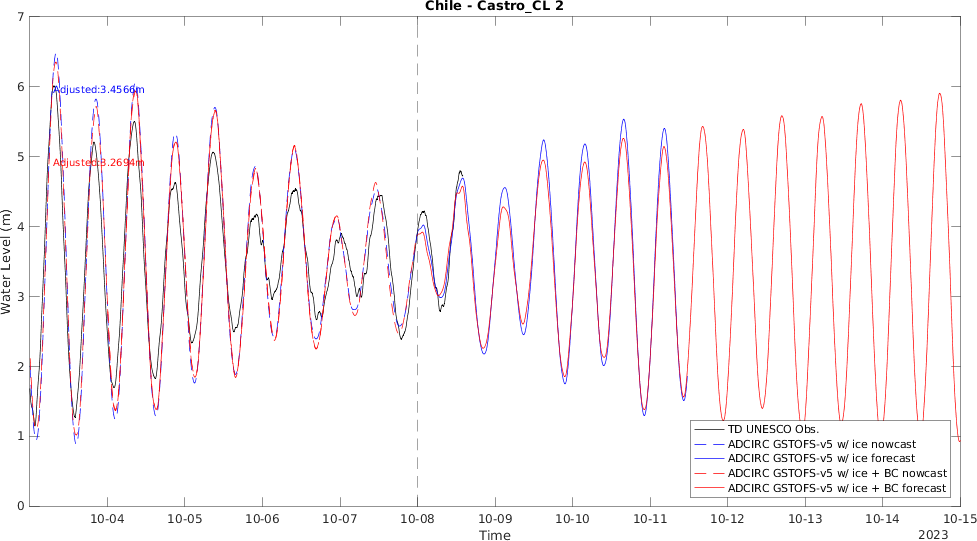 Chile - Castro_CL 2
Water Level (m)
7
6
5
4
3
2
1
0
Adjusted:3.4566m
Adjusted:3.2694m
TD UNESCO Obs.
ADCIRC GSTOFS-v5 w/ ice nowcast
ADCIRC GSTOFS-v5 w/ ice forecast
ADCIRC GSTOFS-v5 w/ ice + BC nowcast
ADCIRC GSTOFS-v5 w/ ice + BC forecast
10-04 10-05 10-06 10-07 10-08 10-09 10-10 10-11 10-12 10-13 10-14 10-15
Time
2023